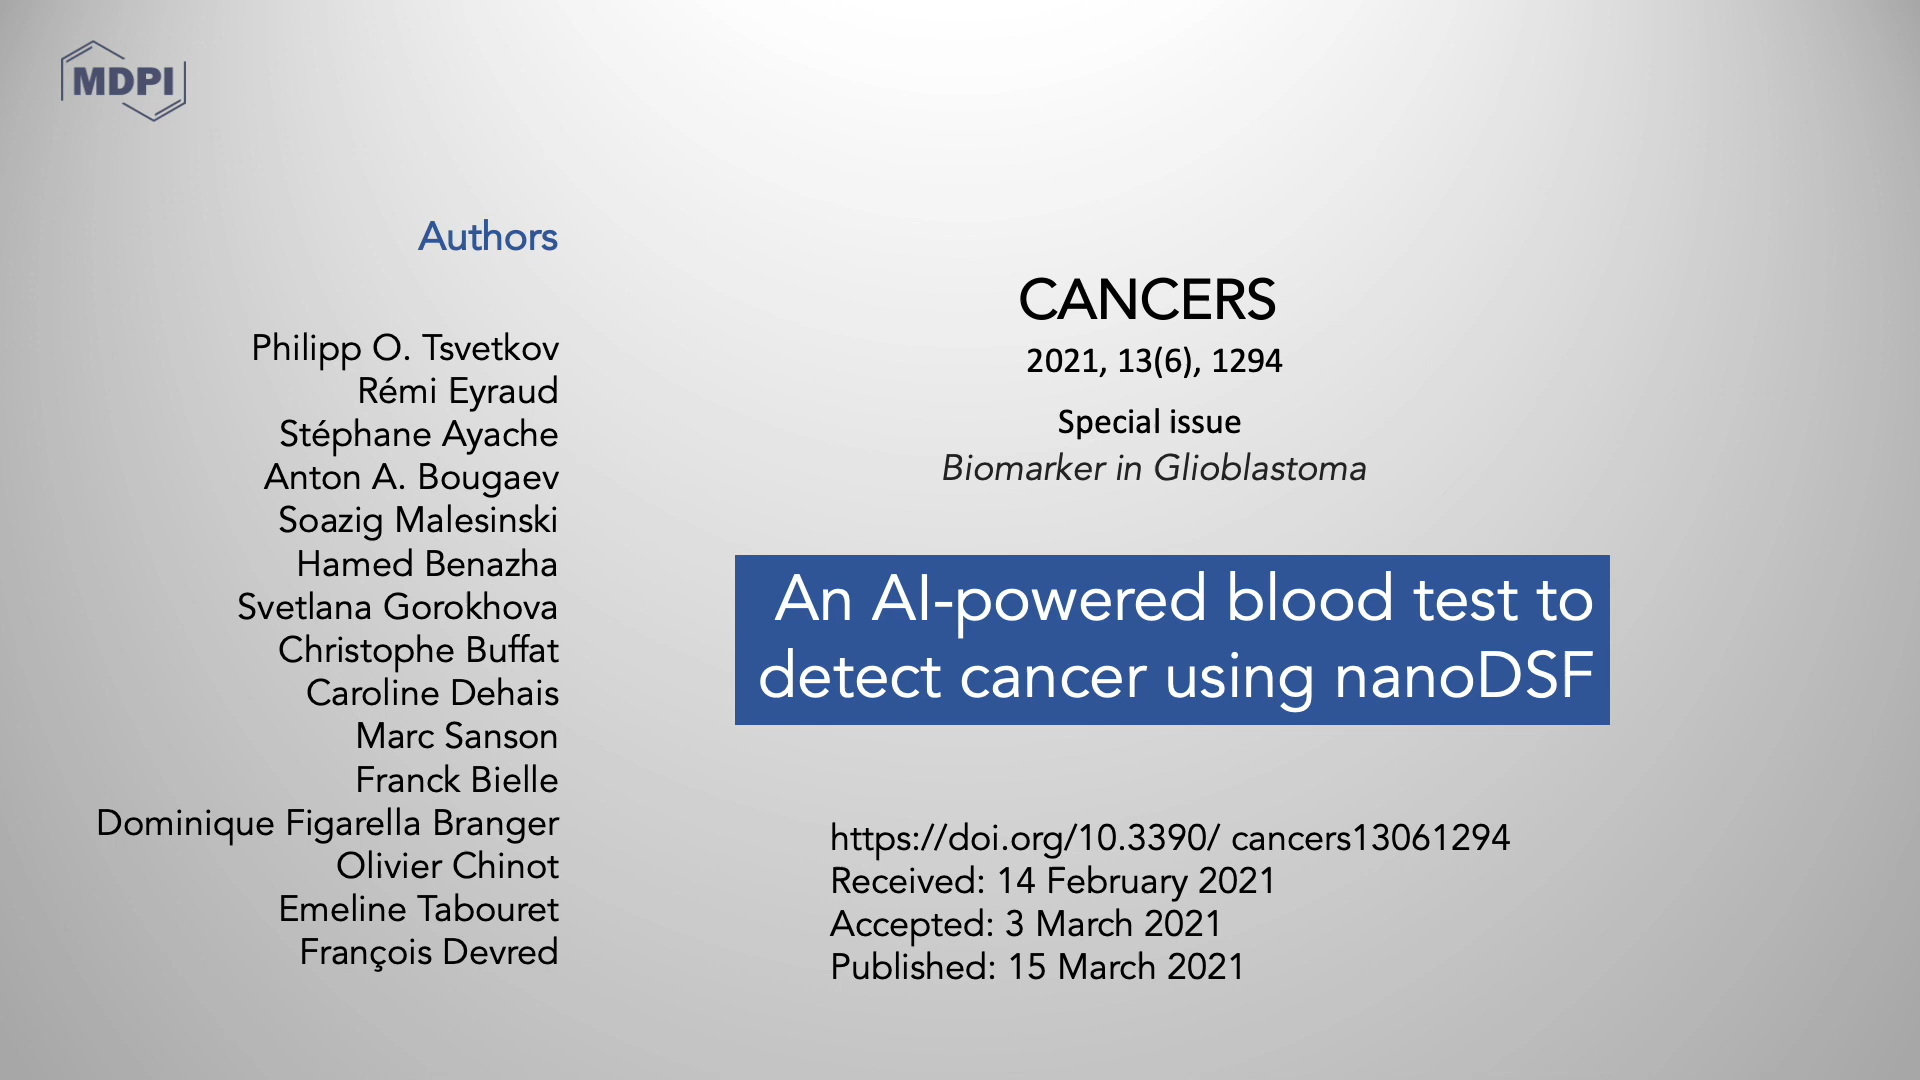 MDPI
Authors
Philipp O. Tsvetkov
Rémi Eyraud
Stéphane Ayache
Anton A. Bougaev
Soazig Malesinski
Hamed Benazha
Svetlana Gorokhova
Christophe Buffat
Caroline Dehais
Marc Sanson
Franck Bielle
Dominique Figarella Branger
Olivier Chinot
Emeline Tabouret
François Devred
CANCERS
2021, 13(6), 1294
Special issue
Biomarker in Glioblastoma
An AI-powered blood test to
detect cancer using nanoDSF
https://doi.org/10.3390/ cancers13061294
Received: 14 February 2021
Accepted: 3 March 2021
Published: 15 March 2021